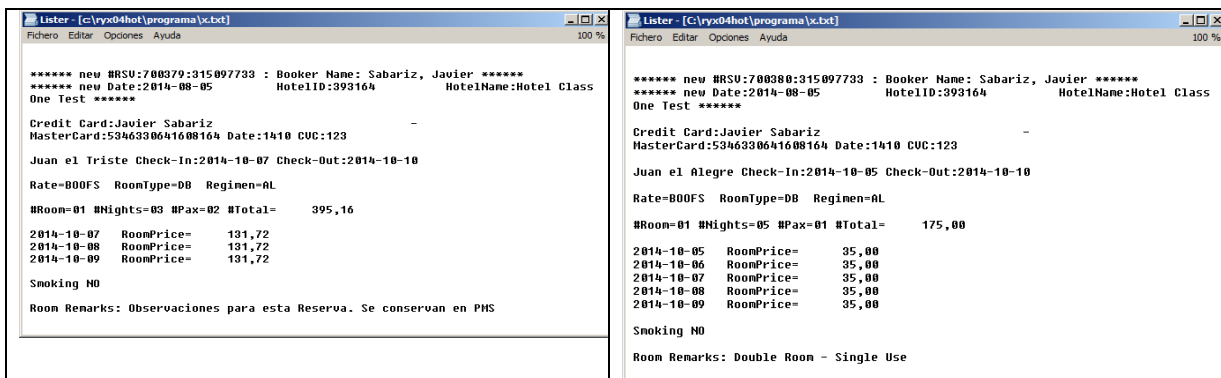 Lister - [c:\ryx04hot\programa\x.txt]
Fichero Editar Opciones Ayuda 100 %
****** new #RSV:700379:315097733 : Booker Name: Sabariz, Javier ******
****** new Date:2014-08-05 HotelID:393164 HotelName:Hotel Class
One Test ******
Credit Card:Javier Sabariz -
MasterCard:5346330641608164 Date:1410 CVC:123
Juan el Triste Check-In:2014-10-07 Check-Out:2014-10-10
Rate=BOOFS RoomType=DB Regimen=AL
#Room=01 #Nights=03 #Pax=02 #Total= 395,16
2014-10-07 RoomPrice= 131,72
2014-10-08 RoomPrice= 131,72
2014-10-09 RoomPrice= 131,72
Smoking NO
Room Remarks: Observaciones para esta Reserva. Se conservan en PMS
Lister - [C:\ryx04hot\programa\x.txt]
Fichero Editar Opciones Ayuda 100 %
****** new #RSV:700380:315097733 : Booker Name: Sabariz, Javier ******
****** new Date:2014-08-05 HotelID:393164 HotelName:Hotel Class
One Test ******
Credit Card:Javier Sabariz -
MasterCard:5346330641608164 Date:1410 CVC:123
Juan el Alegre Check-In:2014-10-05 Check-Out:2014-10-10
Rate=BOOFS RoomType=DB Regimen=AL
#Room=01 #Nights=05 #Pax=01 #Total= 175,00
2014-10-05 RoomPrice= 35,00
2014-10-06 RoomPrice= 35,00
2014-10-07 RoomPrice= 35,00
2014-10-08 RoomPrice= 35,00
2014-10-09 RoomPrice= 35,00
Smoking NO
Room Remarks: Double Room - Single Use